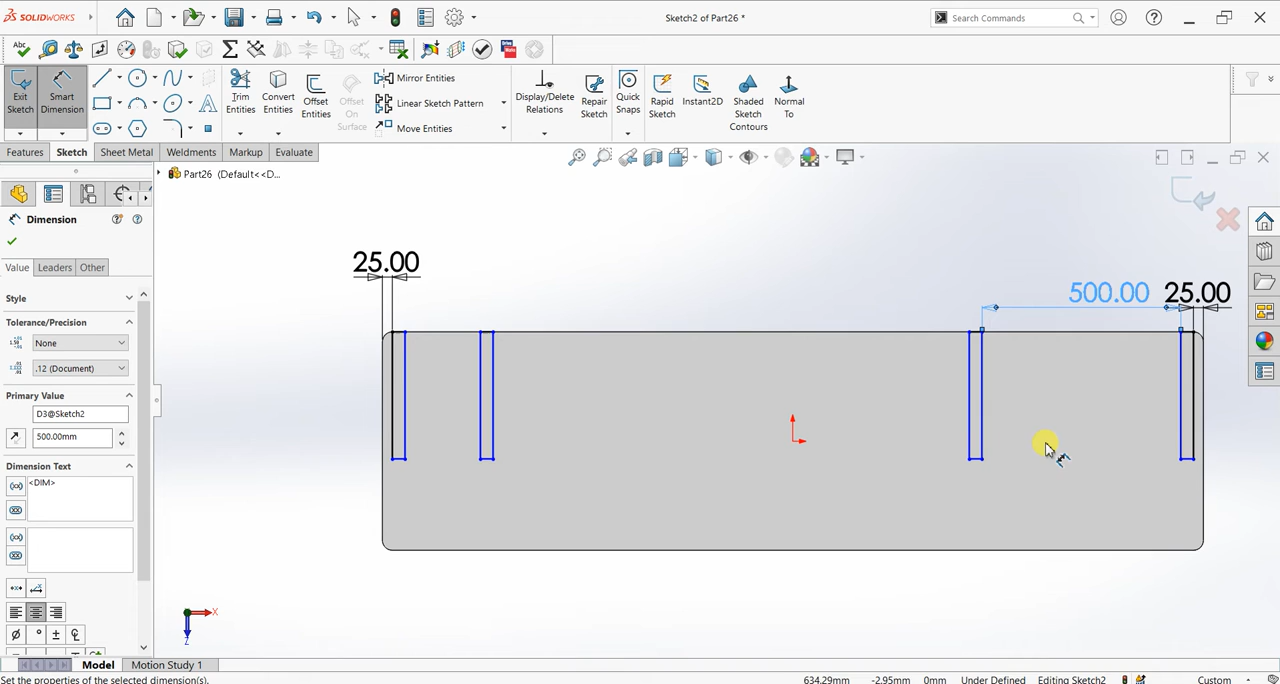 SOLIDWORKS
Sketch2 of Part26 *
Search Commands
Exit Sketch
Smart Dimension
Trim Entities
Convert Entities
Offset Entities
Offset On Surface
Mirror Entities
Linear Sketch Pattern
Move Entities
Display/Delete Relations
Repair Sketch
Quick Snaps
Rapid Sketch
Instant2D
Shaded Sketch Contours
Normal To
Features
Sketch
Sheet Metal
Weldments
Markup
Evaluate
Part26 (Default<<D...
Dimension
Value
Leaders
Other
Style
Tolerance/Precision
None
.12 (Document)
Primary Value
D3@Sketch2
500.00mm
Dimension Text
<DIM>
25.00
500.00
25.00
X
Z
Model
Motion Study 1
Set the properties of the selected dimension(s).
634.29mm
-2.95mm
0mm
Under Defined
Editing Sketch2
Custom